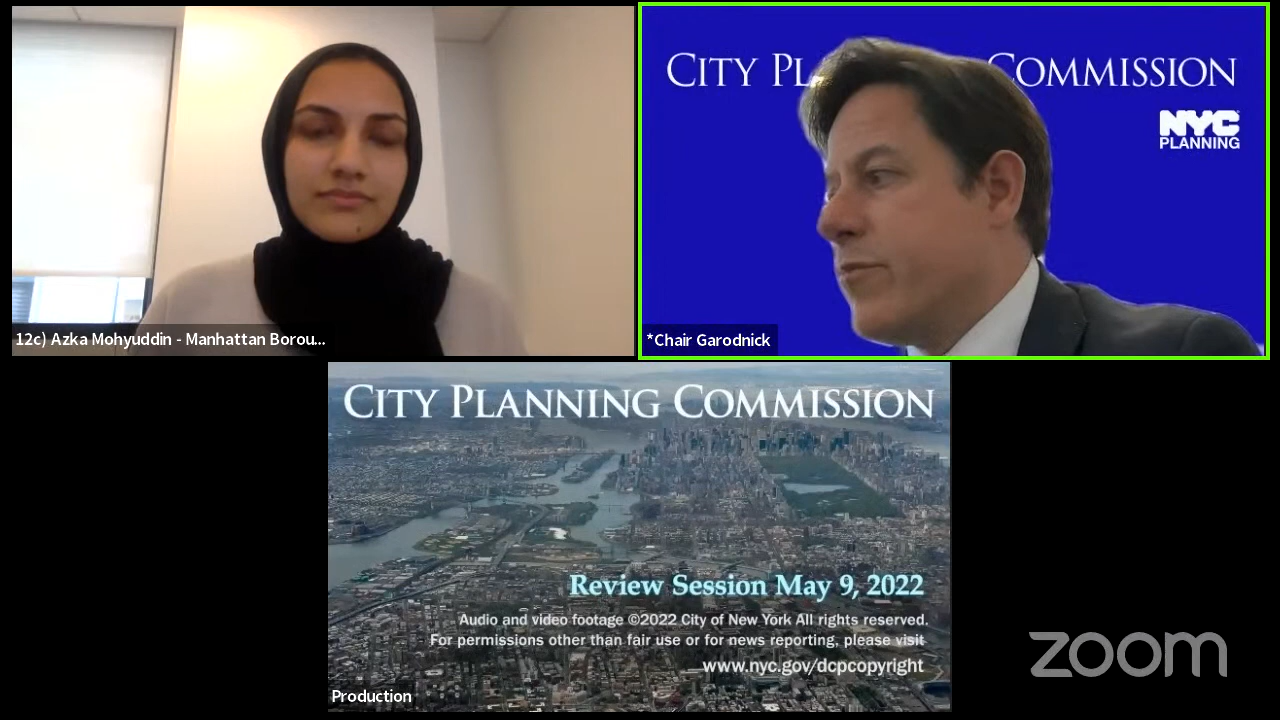 12c) Azka Mohyuddin - Manhattan Borou...
CITY PL COMMISSION
NYC
PLANNING
*Chair Garodnick
CITY PLANNING COMMISSION
Review Session May 9, 2022
Audio and video footage ©2022 City of New York All rights reserved.
For permissions other than fair use or for news reporting, please visit
www.nyc.gov/dcpcopyright
Production
zoom